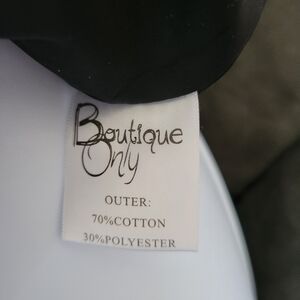 Boutique
Only
OUTER:
70%COTTON
30%POLYESTER